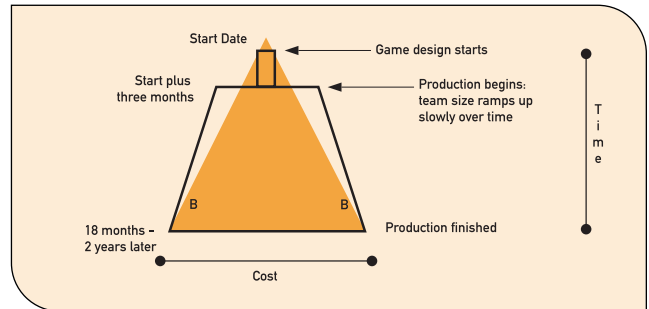 Start Date
Game design starts
Start plus
three months
Production begins:
team size ramps up
slowly over time
T
i
m
e
B
B
18 months –
2 years later
Production finished
Cost